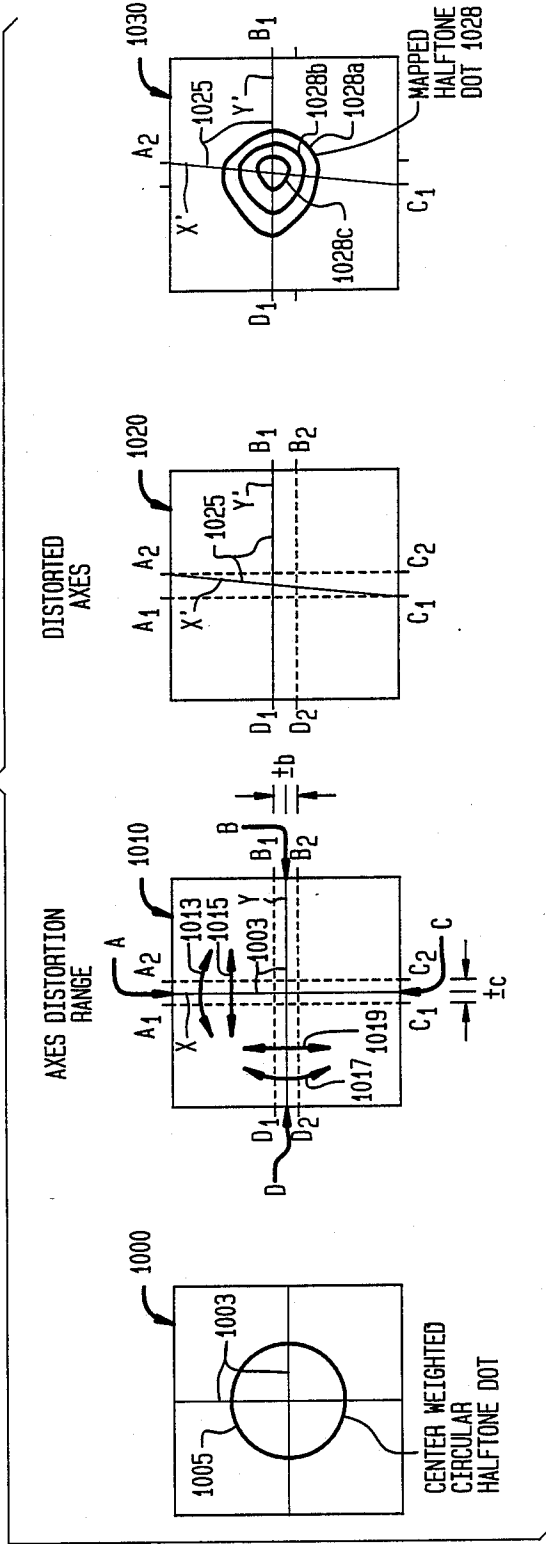 1000
1003
1005
CENTER WEIGHTED
CIRCULAR
HALFTONE DOT
AXES DISTORTION
RANGE
1010
A
A1
A2
X
1013
1015
1003
B
B1
Y
B2
±b
D
D1
D2
1017
1019
C1
C2
C
±c
DISTORTED
AXES
1020
A1
A2
X'
1025
Y'
B1
B2
D1
D2
C1
C2
1030
A2
X'
1025
Y'
B1
D1
1028b
1028a
1028c
C1
MAPPED
HALFTONE
DOT 1028